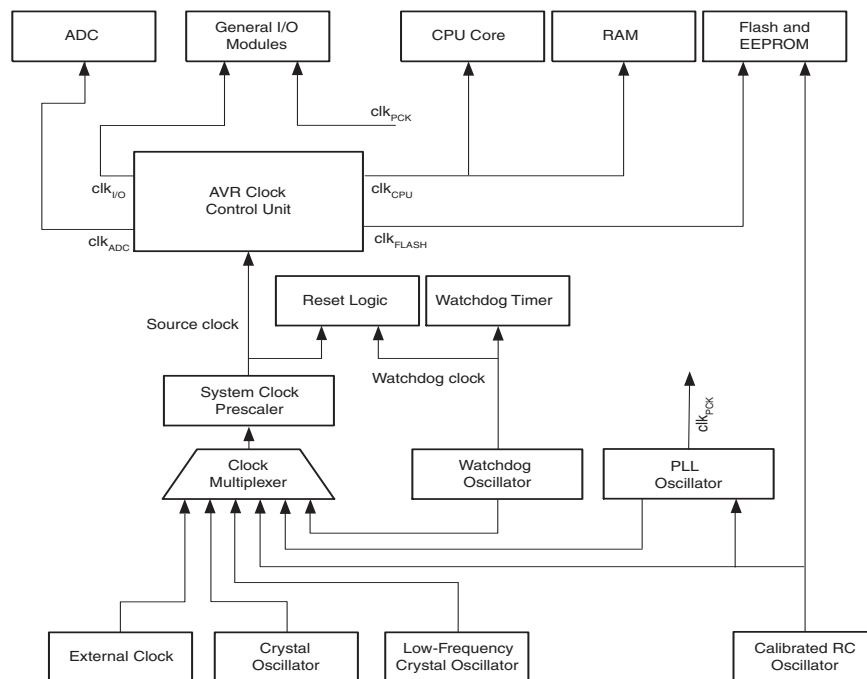 ADC
General I/O
Modules
CPU Core
RAM
Flash and
EEPROM
clkPCK
clkI/O
AVR Clock
Control Unit
clkCPU
clkADC
clkFLASH
Reset Logic
Watchdog Timer
Source clock
Watchdog clock
System Clock
Prescaler
clkPCK
Clock
Multiplexer
Watchdog
Oscillator
PLL
Oscillator
External Clock
Crystal
Oscillator
Low-Frequency
Crystal Oscillator
Calibrated RC
Oscillator